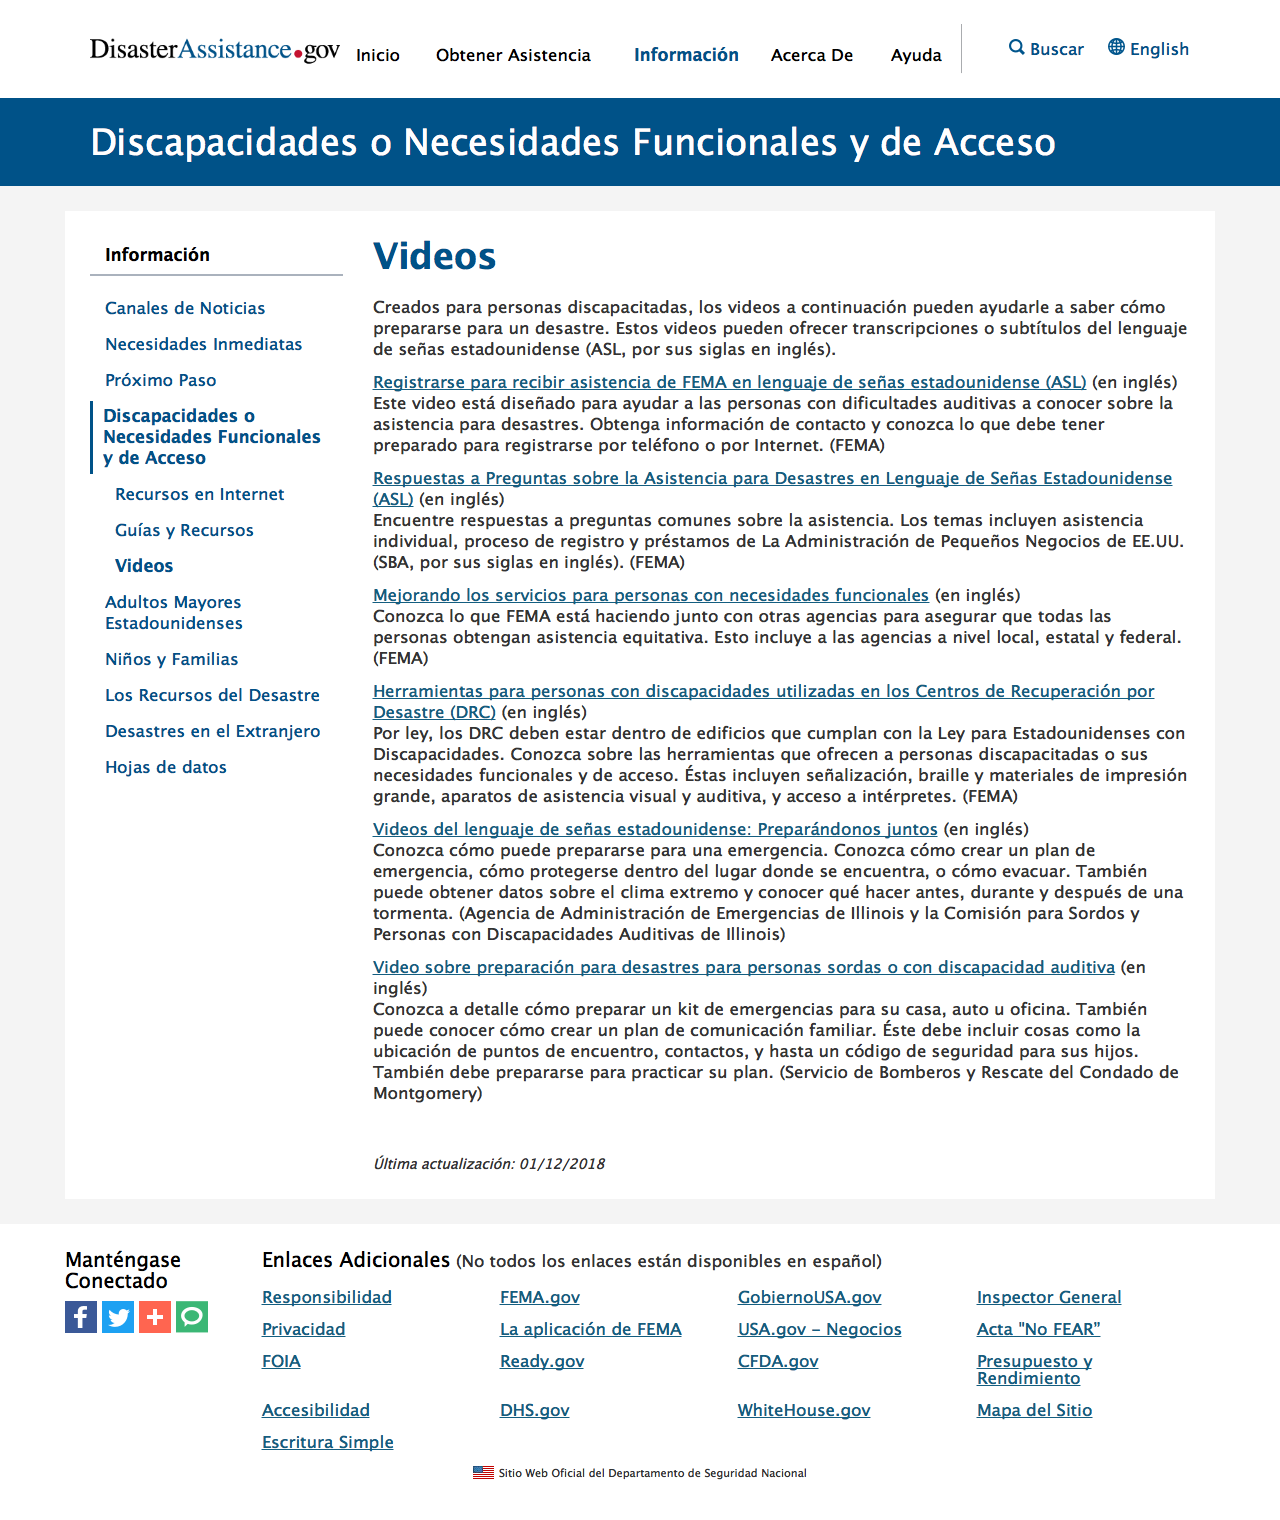 DisasterAssistance.gov
Inicio
Obtener Asistencia
Información
Acerca De
Ayuda
Buscar
English
Discapacidades o Necesidades Funcionales y de Acceso
Información
Canales de Noticias
Necesidades Inmediatas
Próximo Paso
Discapacidades o
Necesidades Funcionales
y de Acceso
Recursos en Internet
Guías y Recursos
Videos
Adultos Mayores
Estadounidenses
Niños y Familias
Los Recursos del Desastre
Desastres en el Extranjero
Hojas de datos
Videos
Creados para personas discapacitadas, los videos a continuación pueden ayudarle a saber cómo
prepararse para un desastre. Estos videos pueden ofrecer transcripciones o subtítulos del lenguaje
de señas estadounidense (ASL, por sus siglas en inglés).
Registrarse para recibir asistencia de FEMA en lenguaje de señas estadounidense (ASL) (en inglés)
Este video está diseñado para ayudar a las personas con dificultades auditivas a conocer sobre la
asistencia para desastres. Obtenga información de contacto y conozca lo que debe tener
preparado para registrarse por teléfono o por Internet. (FEMA)
Respuestas a Preguntas sobre la Asistencia para Desastres en Lenguaje de Señas Estadounidense
(ASL) (en inglés)
Encuentre respuestas a preguntas comunes sobre la asistencia. Los temas incluyen asistencia
individual, proceso de registro y préstamos de La Administración de Pequeños Negocios de EE.UU.
(SBA, por sus siglas en inglés). (FEMA)
Mejorando los servicios para personas con necesidades funcionales (en inglés)
Conozca lo que FEMA está haciendo junto con otras agencias para asegurar que todas las
personas obtengan asistencia equitativa. Esto incluye a las agencias a nivel local, estatal y federal.
(FEMA)
Herramientas para personas con discapacidades utilizadas en los Centros de Recuperación por
Desastre (DRC) (en inglés)
Por ley, los DRC deben estar dentro de edificios que cumplan con la Ley para Estadounidenses con
Discapacidades. Conozca sobre las herramientas que ofrecen a personas discapacitadas o sus
necesidades funcionales y de acceso. Éstas incluyen señalización, braille y materiales de impresión
grande, aparatos de asistencia visual y auditiva, y acceso a intérpretes. (FEMA)
Videos del lenguaje de señas estadounidense: Preparándonos juntos (en inglés)
Conozca cómo puede prepararse para una emergencia. Conozca cómo crear un plan de
emergencia, cómo protegerse dentro del lugar donde se encuentra, o cómo evacuar. También
puede obtener datos sobre el clima extremo y conocer qué hacer antes, durante y después de una
tormenta. (Agencia de Administración de Emergencias de Illinois y la Comisión para Sordos y
Personas con Discapacidades Auditivas de Illinois)
Video sobre preparación para desastres para personas sordas o con discapacidad auditiva (en
inglés)
Conozca a detalle cómo preparar un kit de emergencias para su casa, auto u oficina. También
puede conocer cómo crear un plan de comunicación familiar. Éste debe incluir cosas como la
ubicación de puntos de encuentro, contactos, y hasta un código de seguridad para sus hijos.
También debe prepararse para practicar su plan. (Servicio de Bomberos y Rescate del Condado de
Montgomery)
Última actualización: 01/12/2018
Manténgase
Conectado
Enlaces Adicionales (No todos los enlaces están disponibles en español)
Responsibilidad
FEMA.gov
GobiernoUSA.gov
Inspector General
Privacidad
La aplicación de FEMA
USA.gov – Negocios
Acta "No FEAR”
FOIA
Ready.gov
CFDA.gov
Presupuesto y
Rendimiento
Accesibilidad
DHS.gov
WhiteHouse.gov
Mapa del Sitio
Escritura Simple
Sitio Web Oficial del Departamento de Seguridad Nacional